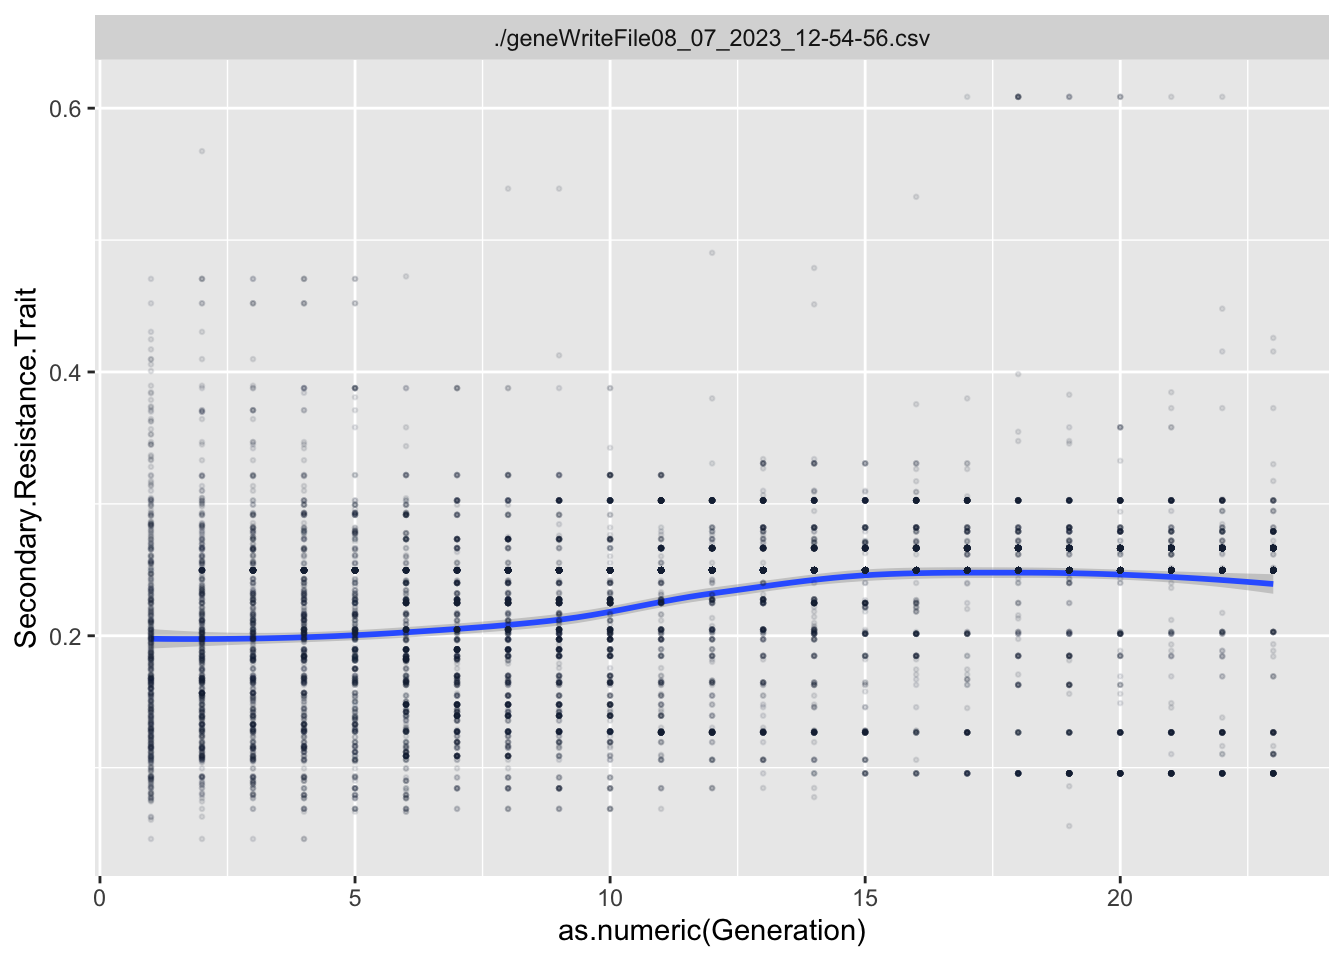 ./geneWriteFile08_07_2023_12-54-56.csv
0.6
0.4
0.2
Secondary.Resistance.Trait
0 5 10 15 20
as.numeric(Generation)